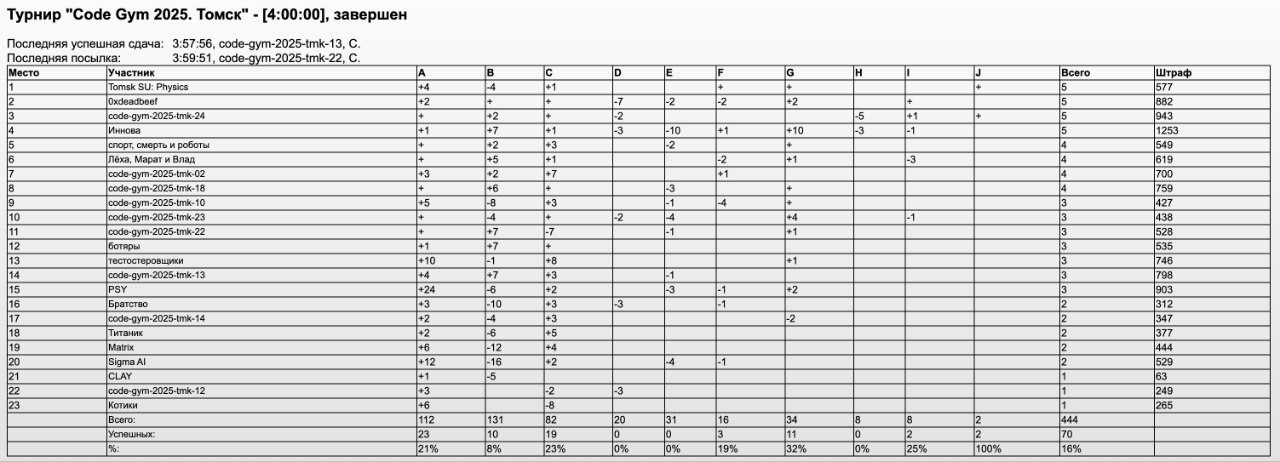 Турнир "Code Gym 2025. Томск" - [4:00:00], завершен
Последняя успешная сдача: 3:57:56, code-gym-2025-tmk-13, C.
Последняя посылка: 3:59:51, code-gym-2025-tmk-22, C.
Место Участник A B C D E F G H I J Всего Штраф
1 Tomsk SU: Physics +4 -4 +1 + + + 5 577
2 0xdeadbeef +2 + + -7 -2 -2 +2 + 5 882
3 code-gym-2025-tmk-24 + +2 + -2 -5 +1 + 5 943
4 Иннова +1 +7 +1 -3 -10 +1 +10 -3 -1 5 1253
5 спорт, смерть и роботы + +2 +3 -2 + 4 549
6 Лёха, Марат и Влад + +5 +1 -2 +1 -3 4 619
7 code-gym-2025-tmk-02 +3 +2 +7 +1 4 700
8 code-gym-2025-tmk-18 + +6 + -3 + 4 759
9 code-gym-2025-tmk-10 +5 -8 +3 -1 -4 + 3 427
10 code-gym-2025-tmk-23 + -4 + -2 -4 +4 -1 3 438
11 code-gym-2025-tmk-22 + +7 -7 -1 +1 3 528
12 ботяры +1 +7 + 3 535
13 тестостеровщики +10 -1 +8 +1 3 746
14 code-gym-2025-tmk-13 +4 +7 +3 -1 3 798
15 PSY +24 -6 +2 -3 -1 +2 3 903
16 Братство +3 -10 +3 -3 -1 2 312
17 code-gym-2025-tmk-14 +2 -4 +3 -2 2 347
18 Титаник +2 -6 +5 2 377
19 Matrix +6 -12 +4 2 444
20 Sigma AI +12 -16 +2 -4 -1 2 529
21 CLAY +1 -5 1 63
22 code-gym-2025-tmk-12 +3 -2 -3 1 249
23 Котики +6 -8 1 265
Всего: 112 131 82 20 31 16 34 8 8 2 444
Успешных: 23 10 19 0 0 3 11 0 2 2 70
%: 21% 8% 23% 0% 0% 19% 32% 0% 25% 100% 16%